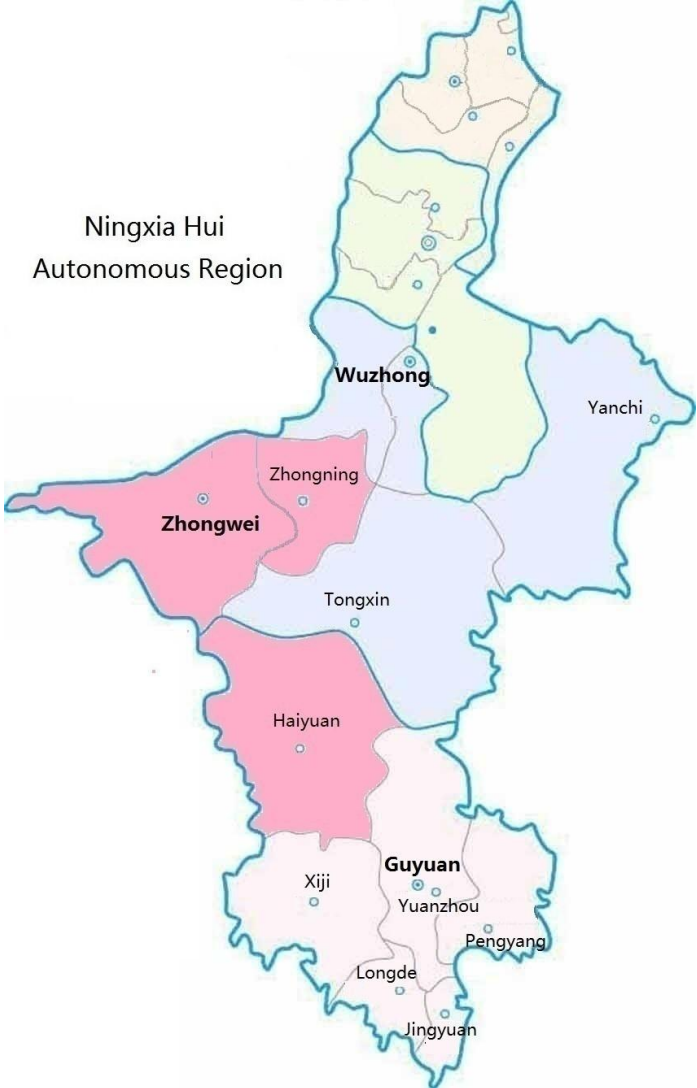 Ningxia Hui
Autonomous Region
Wuzhong
Yanchi
Zhongning
Zhongwei
Tongxin
Haiyuan
Guyuan
Xiji
Yuanzhou
Pengyang
Longde
Jingyuan